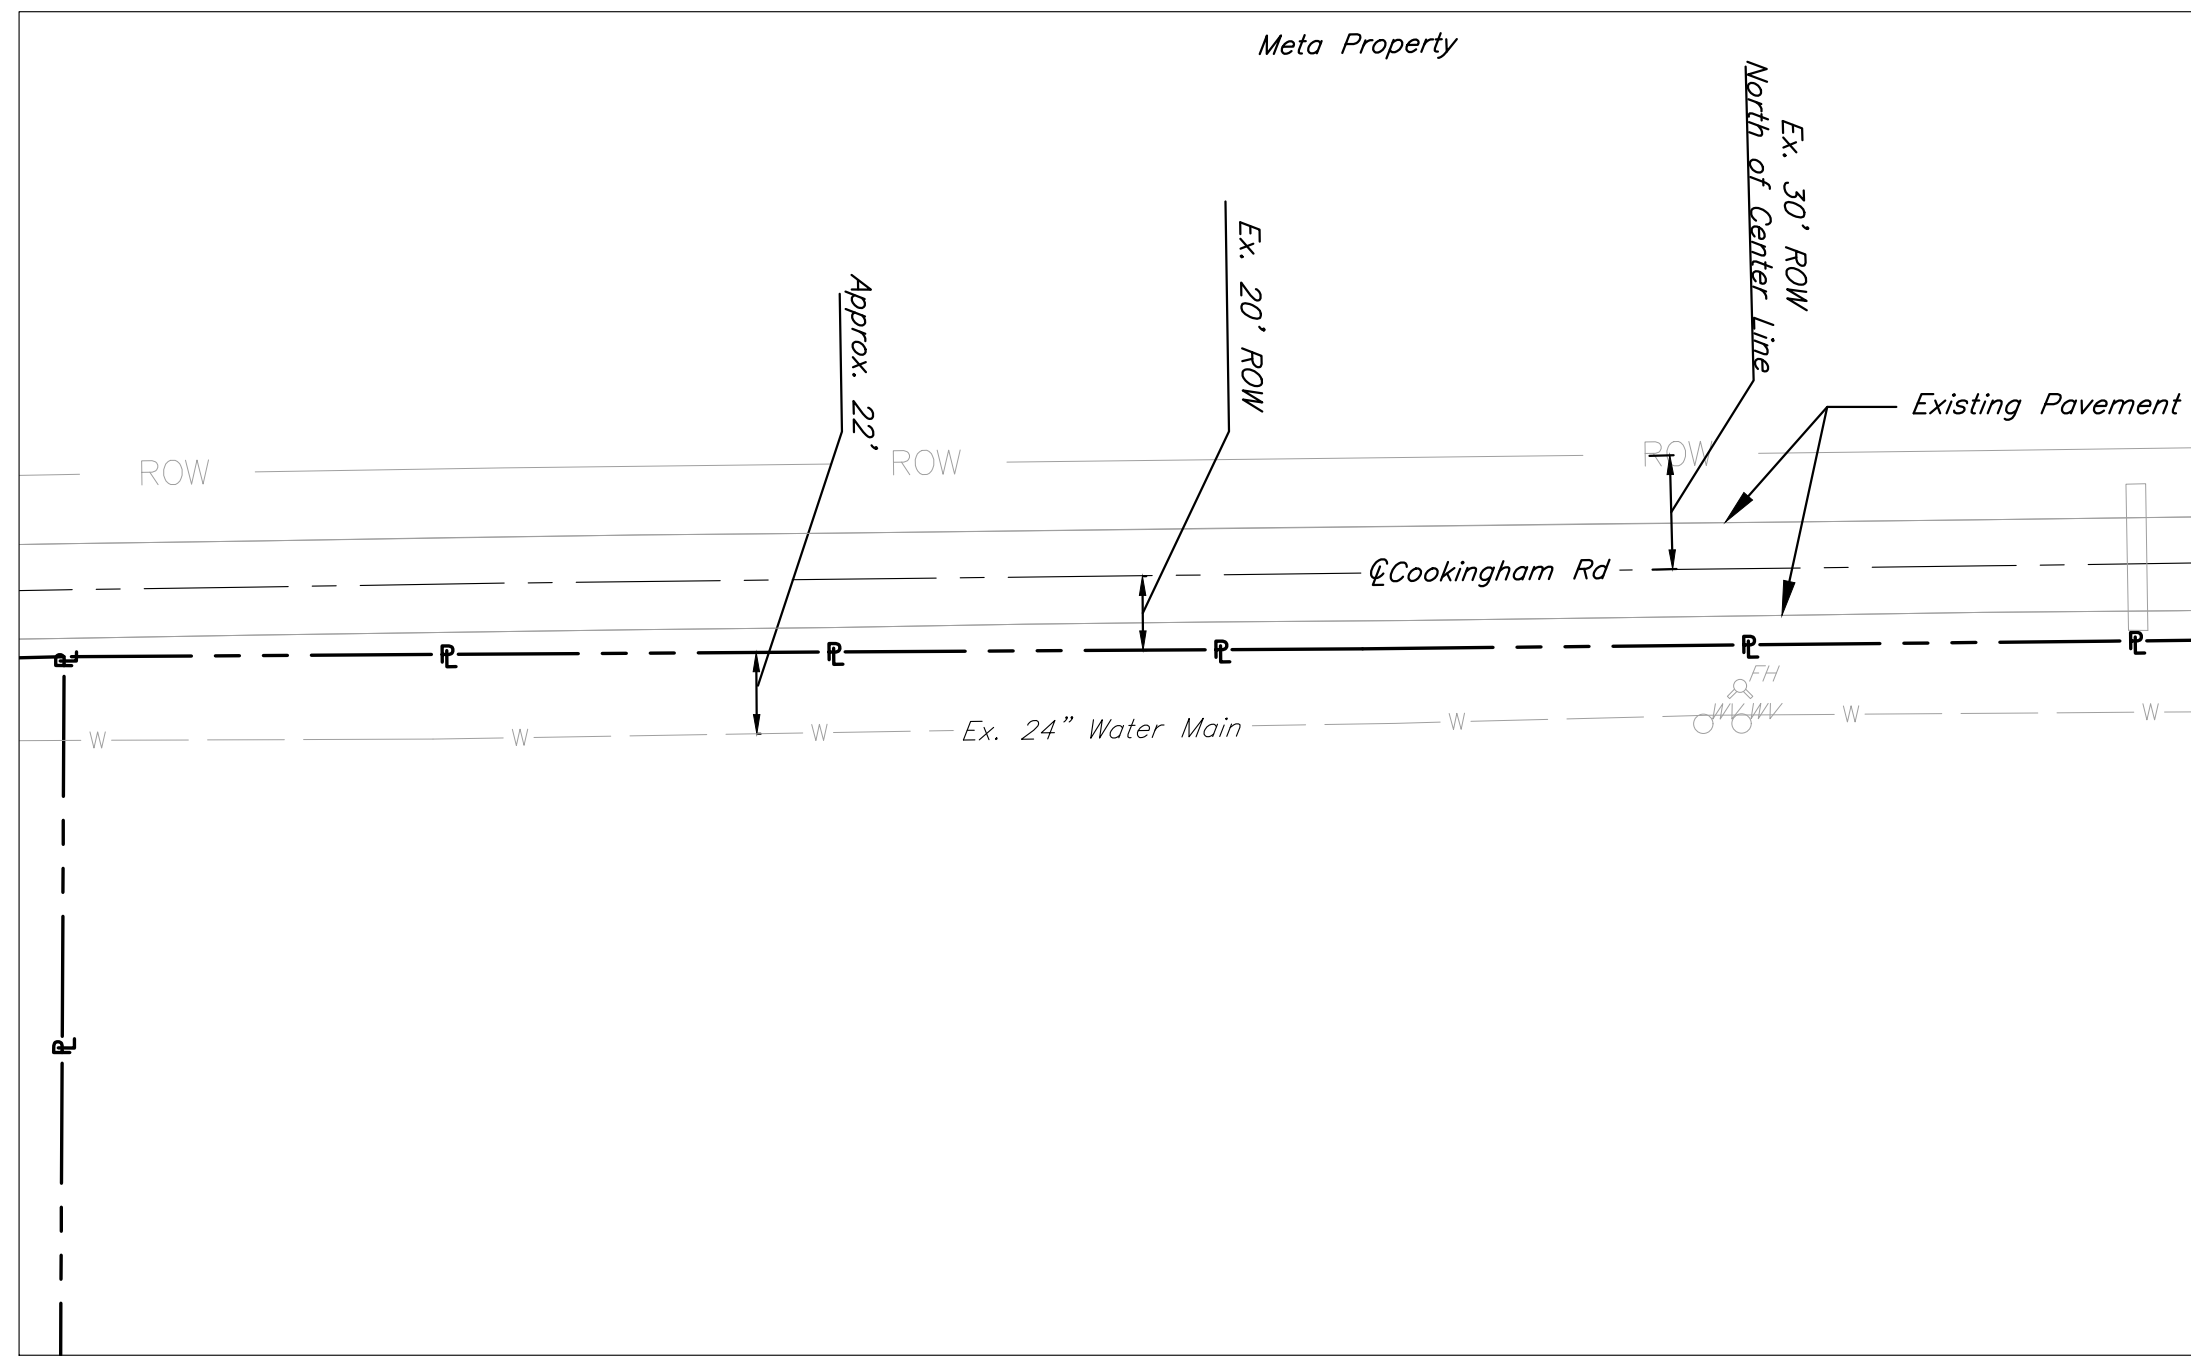 Meta Property
Ex. 30' ROW
North of Center Line
Ex. 20' ROW
Approx. 22'
Existing Pavement
ROW
ROW
ROW
℄Cookingham Rd
PL
PL
PL
PL
PL
PL
FH
WV WV
W
W
W
Ex. 24" Water Main
W
W
W
PL